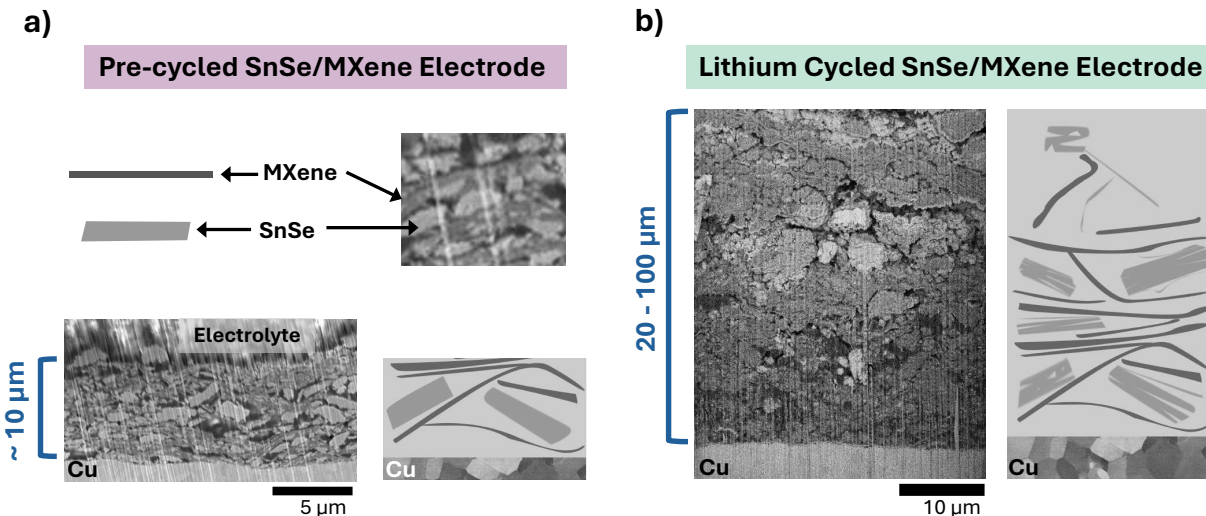 a)
Pre-cycled SnSe/MXene Electrode
MXene
SnSe
Electrolyte
~ 10 µm
Cu
Cu
5 µm
b)
Lithium Cycled SnSe/MXene Electrode
20 - 100 µm
Cu
Cu
10 µm